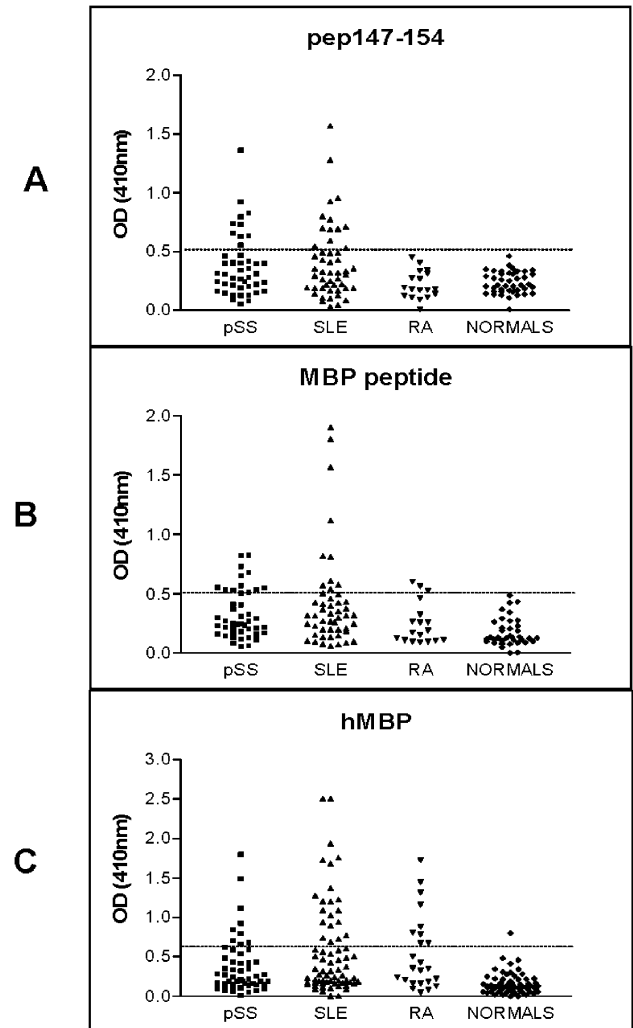 A
pep147-154
OD (410nm)
2.0
1.5
1.0
0.5
0.0
pSS SLE RA NORMALS
B
MBP peptide
OD (410nm)
2.0
1.5
1.0
0.5
0.0
pSS SLE RA NORMALS
C
hMBP
OD (410nm)
3.0
2.5
2.0
1.5
1.0
0.5
0.0
pSS SLE RA NORMALS